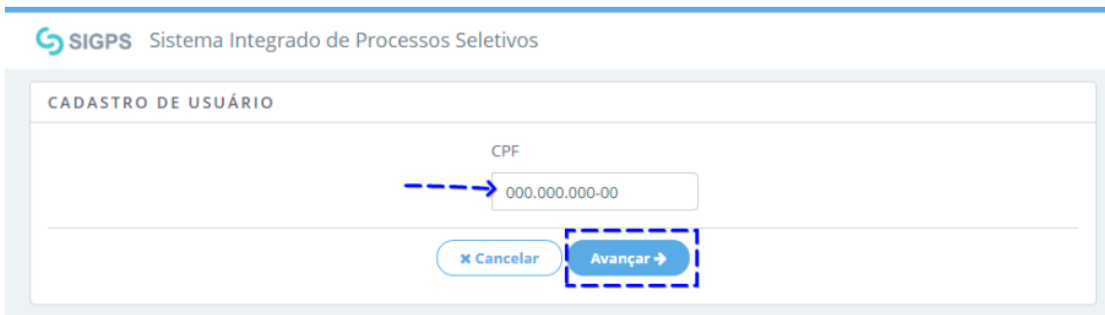 SIGPS Sistema Integrado de Processos Seletivos
CADASTRO DE USUÁRIO
CPF
000.000.000-00
Cancelar Avançar